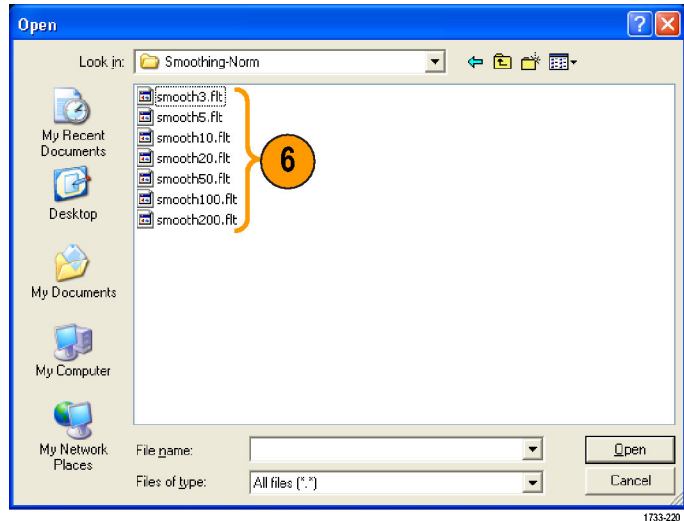 Open
Look in: Smoothing-Norm
My Recent
Documents
Desktop
My Documents
My Computer
My Network
Places
smooth3.flt
smooth5.flt
smooth10.flt
smooth20.flt
smooth50.flt
smooth100.flt
smooth200.flt
6
File name:
Open
Files of type: All files (*.*)
Cancel
1733-220